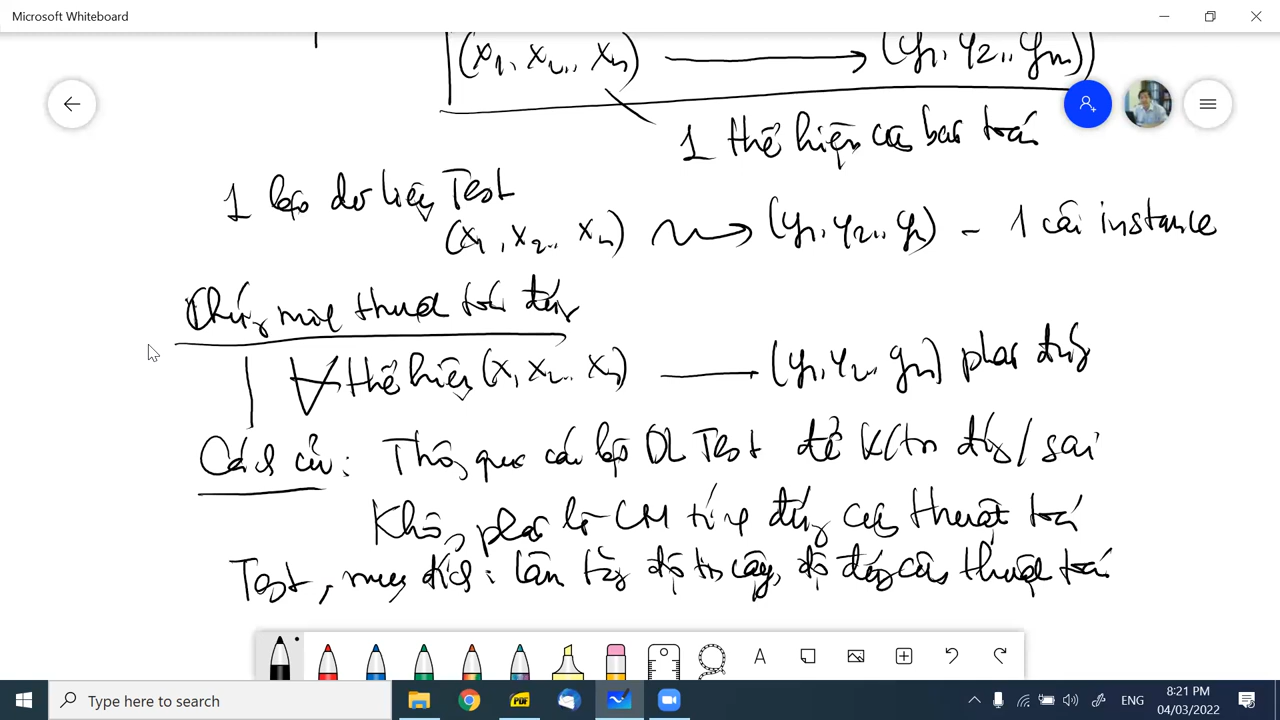 Microsoft Whiteboard
(x1, x2.., xn) ⟶ (y1, y2.., ym))
1 thể hiện của bài toán
1 bộ dữ liệu Test
(x1, x2.. xn) ⟶ (y1, y2.., yn) - 1 cái instance
Chứng minh thuật toán đúng
∀ thể hiện (x1, x2.. xn) ⟶ (y1, y2.. ym) phải đúng
Cách cũ: Thông qua các bộ DL Test để K/tra đúng/sai
Không phải là CM tính đúng của thuật toán
Test, mục đích: làm tăng độ tin cậy, độ đúng của thuật toán
A
Type here to search
PDF
ENG
8:21 PM
04/03/2022